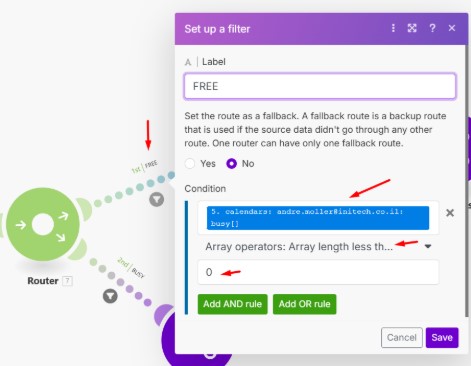 Set up a filter
A | Label
FREE
Set the route as a fallback. A fallback route is a backup route
that is used if the source data didn't go through any other
route. One router can have only one fallback route.
Yes No
Condition
5. calendars: andre.moller@initech.co.il:
busy[]
Array operators: Array length less th...
0
Add AND rule Add OR rule
Cancel Save
1st | FREE
Router 7
2nd | BUSY